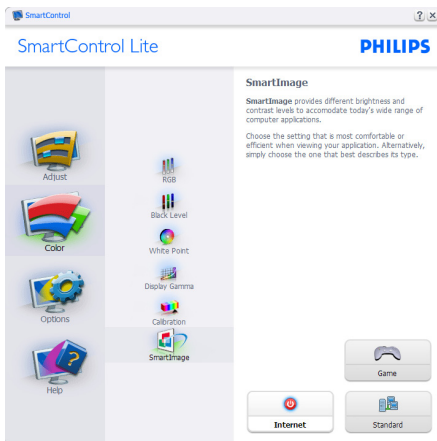 SmartControl
SmartControl Lite
PHILIPS
Adjust
Color
Options
Help
RGB
Black Level
White Point
Display Gamma
Calibration
SmartImage
SmartImage
SmartImage provides different brightness and
contrast levels to accomodate today's wide range of
computer applications.
Choose the setting that is most comfortable or
efficient when viewing your application. Alternatively,
simply choose the one that best describes its type.
Game
Internet
Standard